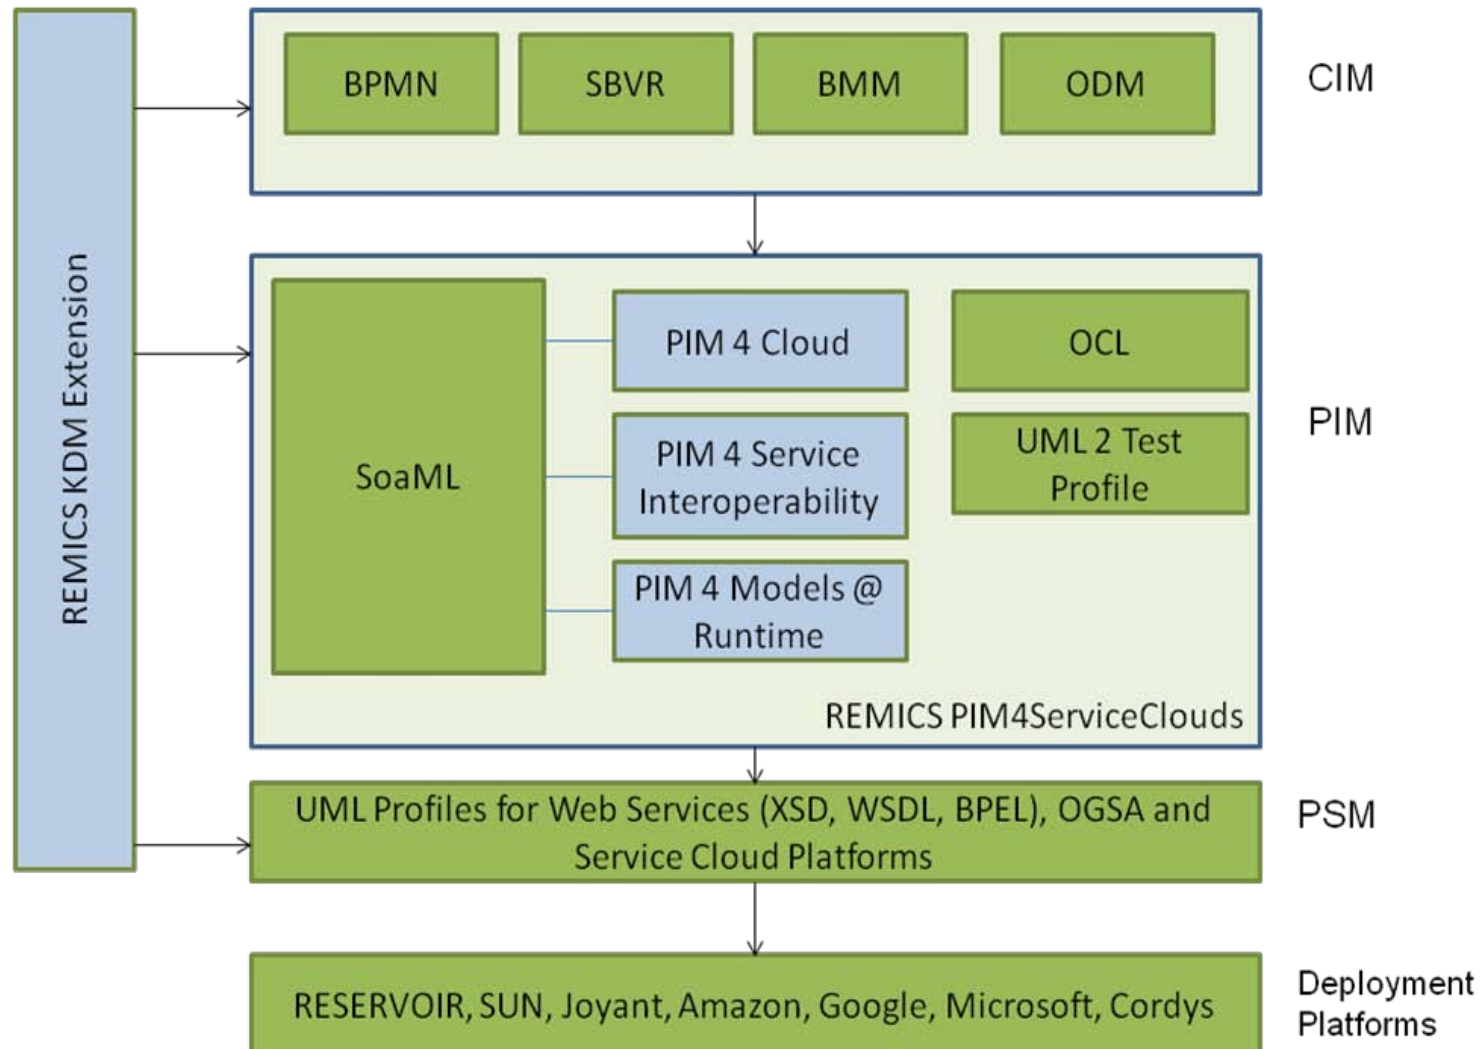 REMICS KDM Extension
BPMN
SBVR
BMM
ODM
CIM
SoaML
PIM 4 Cloud
PIM 4 Service
Interoperability
PIM 4 Models @
Runtime
OCL
UML 2 Test
Profile
REMICS PIM4ServiceClouds
PIM
UML Profiles for Web Services (XSD, WSDL, BPEL), OGSA and
Service Cloud Platforms
PSM
RESERVOIR, SUN, Joyant, Amazon, Google, Microsoft, Cordys
Deployment
Platforms